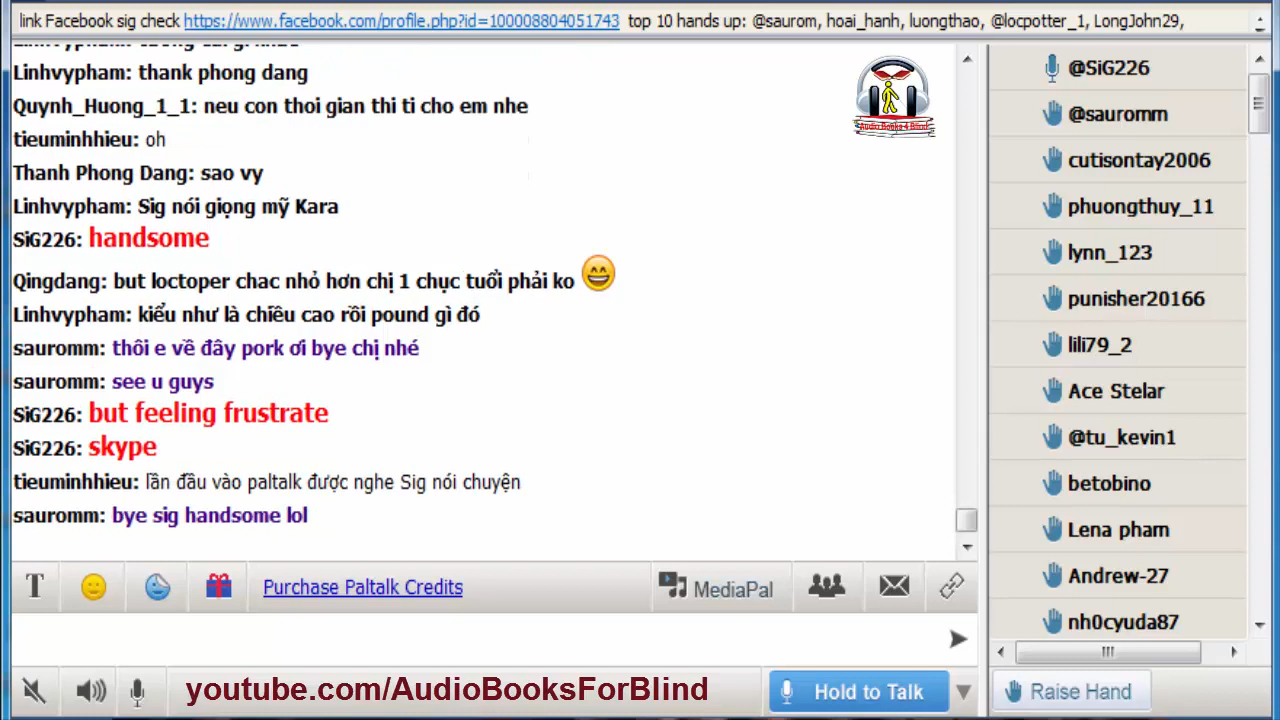 link Facebook sig check https://www.facebook.com/profile.php?id=100008804051743 top 10 hands up: @saurom, hoai_hanh, luongthao, @locpotter_1, LongJohn29,
Linhvypham: thank phong dang
Quynh_Huong_1_1: neu con thoi gian thi ti cho em nhe
tieuminhhieu: oh
Thanh Phong Dang: sao vy
Linhvypham: Sig nói giọng mỹ Kara
SiG226: handsome
Qingdang: but loctoper chac nhỏ hơn chị 1 chục tuổi phải ko
Linhvypham: kiểu như là chiều cao rồi pound gì đó
sauromm: thôi e về đây pork ơi bye chị nhé
sauromm: see u guys
SiG226: but feeling frustrate
SiG226: skype
tieuminhhieu: lần đầu vào paltalk được nghe Sig nói chuyện
sauromm: bye sig handsome lol
Audio Books 4 Blind
@SiG226
@sauromm
cutisontay2006
phuongthuy_11
lynn_123
punisher20166
lili79_2
Ace Stelar
@tu_kevin1
betobino
Lena pham
Andrew-27
nh0cyuda87
T
Purchase Paltalk Credits
MediaPal
youtube.com/AudioBooksForBlind
Hold to Talk
Raise Hand